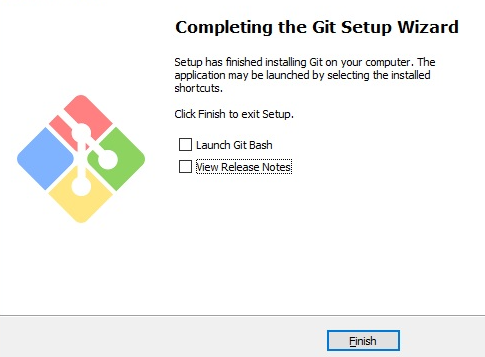 Completing the Git Setup Wizard
Setup has finished installing Git on your computer. The
application may be launched by selecting the installed
shortcuts.
Click Finish to exit Setup.
Launch Git Bash
View Release Notes
Finish